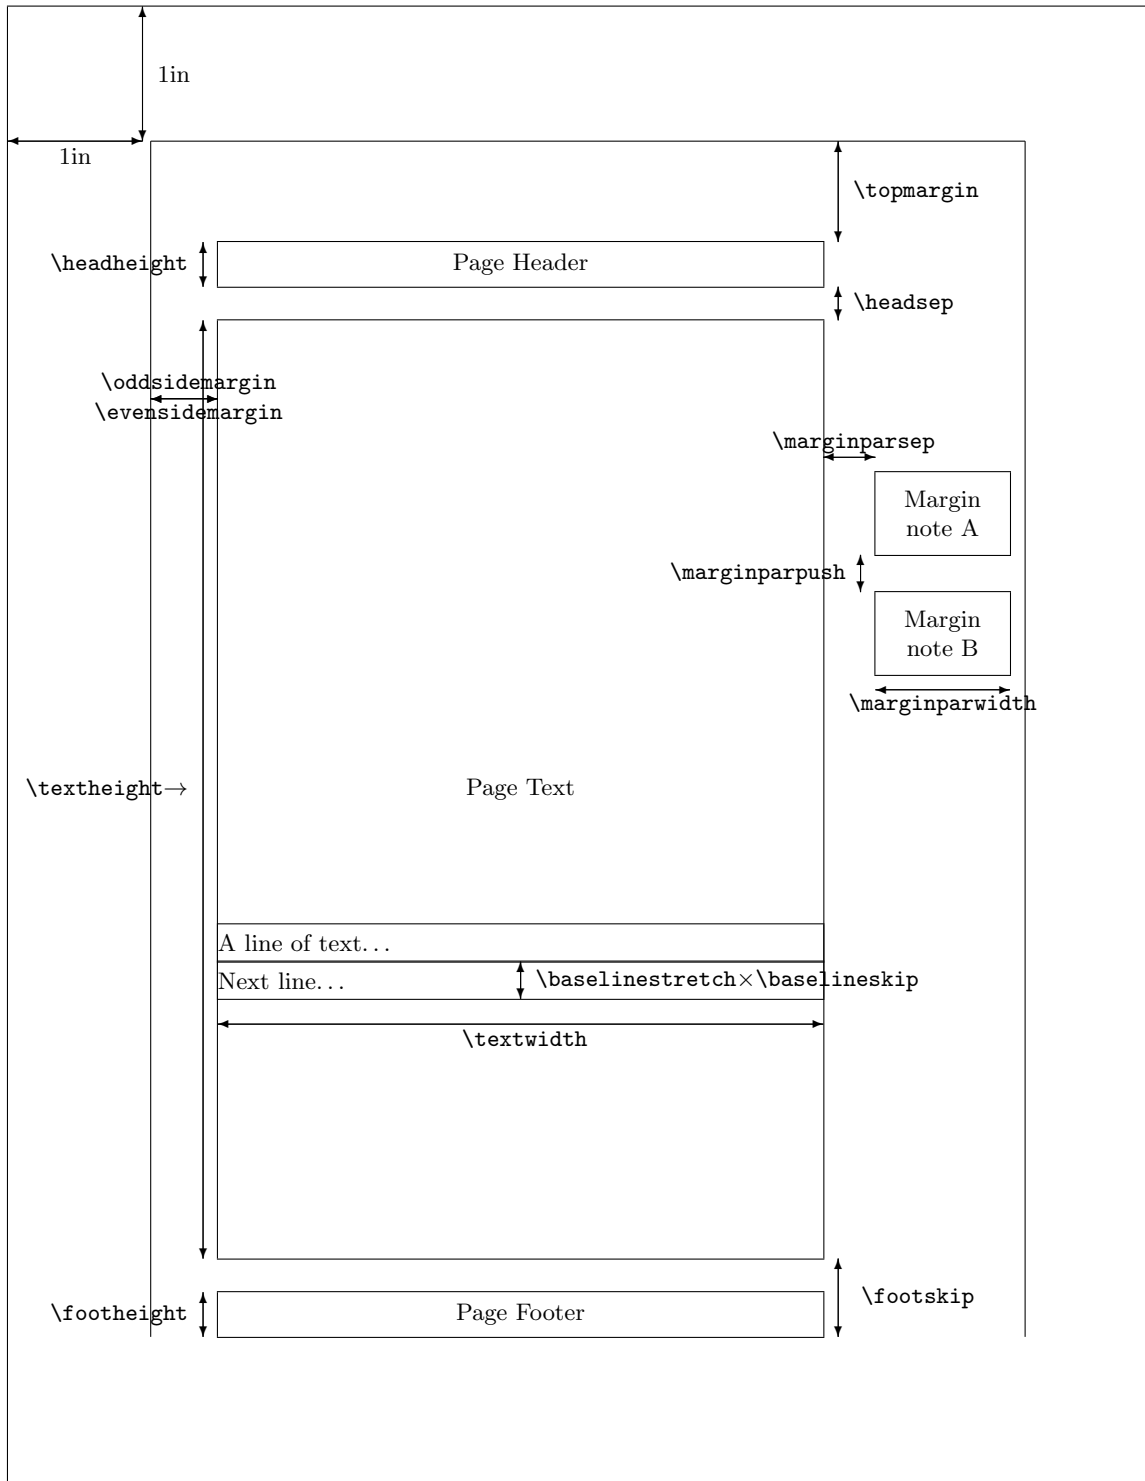 1in
1in
\topmargin
\headheight
Page Header
\headsep
\oddsidemargin
\evensidemargin
\marginparsep
Margin
note A
\marginparpush
Margin
note B
\marginparwidth
\textheight→
Page Text
A line of text...
Next line...
\baselinestretch×\baselineskip
\textwidth
\footskip
\footheight
Page Footer